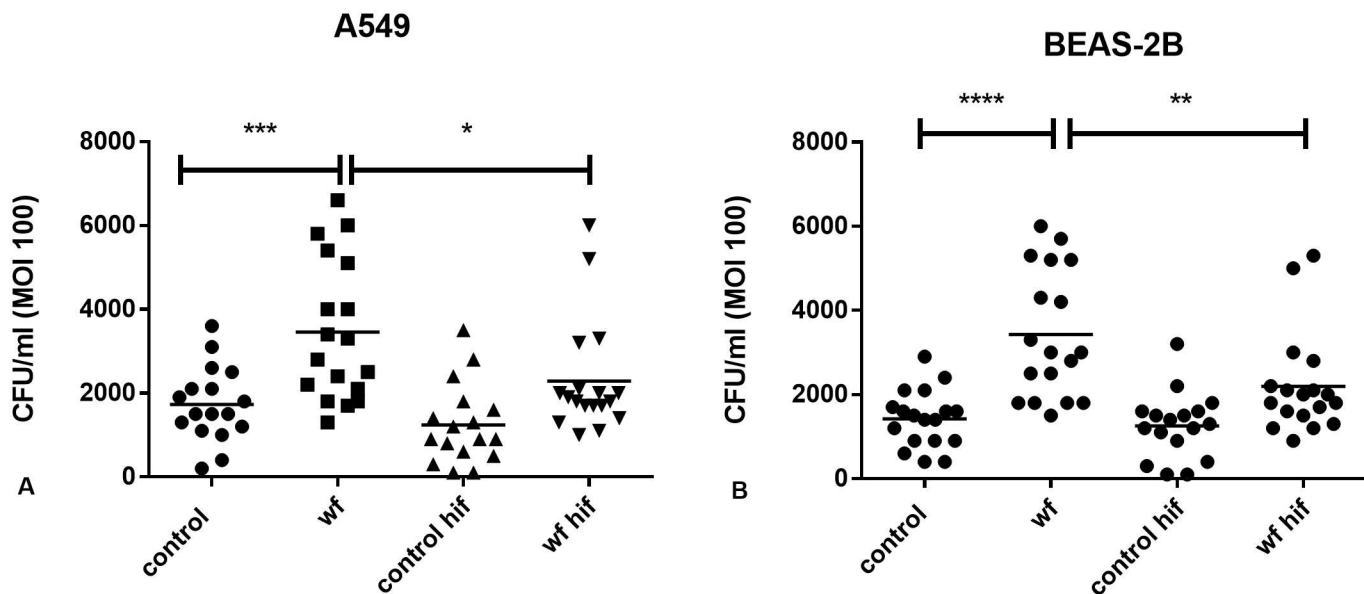 A549
*** *
CFU/ml (MOI 100)
8000
6000
4000
2000
0
control wf control hif wf hif
A
BEAS-2B
**** **
CFU/ml (MOI 100)
8000
6000
4000
2000
0
control wf control hif wf hif
B